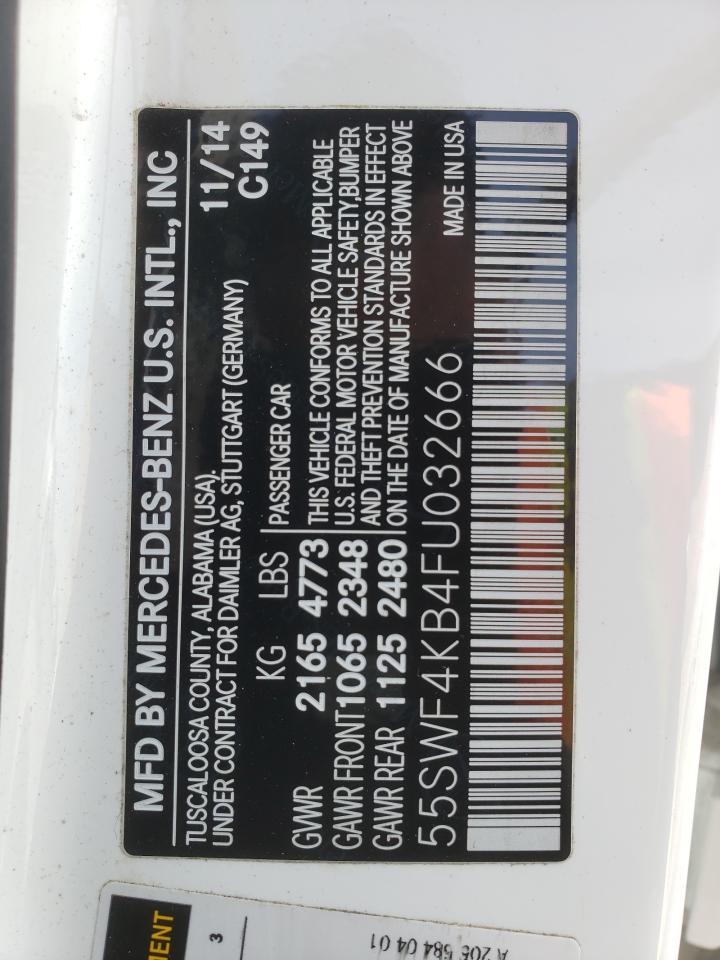 MFD BY MERCEDES-BENZ U.S. INTL., INC
TUSCALOOSA COUNTY, ALABAMA (USA). 11/14
UNDER CONTRACT FOR DAIMLER AG, STUTTGART (GERMANY) C149
KG LBS PASSENGER CAR
GVWR 2165 4773
GAWR FRONT 1065 2348
GAWR REAR 1125 2480
THIS VEHICLE CONFORMS TO ALL APPLICABLE
U.S. FEDERAL MOTOR VEHICLE SAFETY,BUMPER
AND THEFT PREVENTION STANDARDS IN EFFECT
ON THE DATE OF MANUFACTURE SHOWN ABOVE
55SWF4KB4FU032666 MADE IN USA
3
A 205 584 04 01